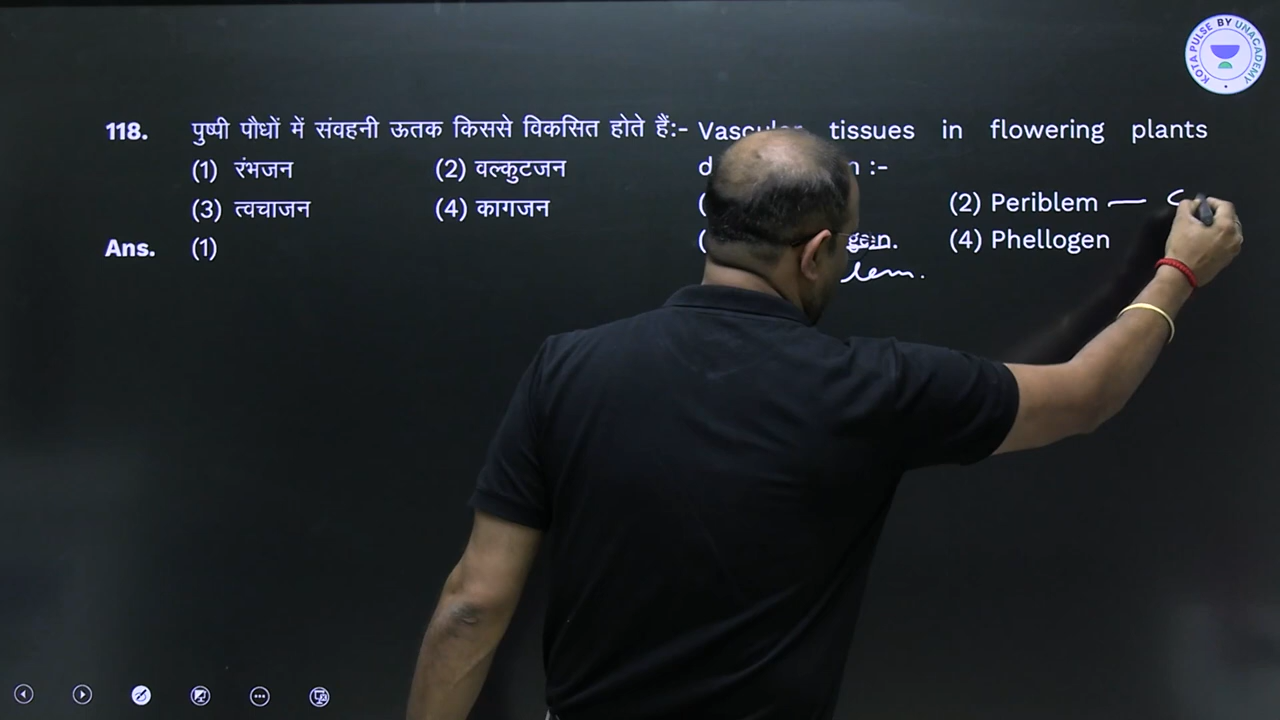 118. पुष्पी पौधों में संवहनी ऊतक किससे विकसित होते हैं:-
(1) रंभजन (2) वल्कुटजन
(3) त्वचाजन (4) कागजन
Ans. (1)
Vascular tissues in flowering plants
:-
(2) Periblem —
(4) Phellogen
KOTA PULSE BY UNACADEMY